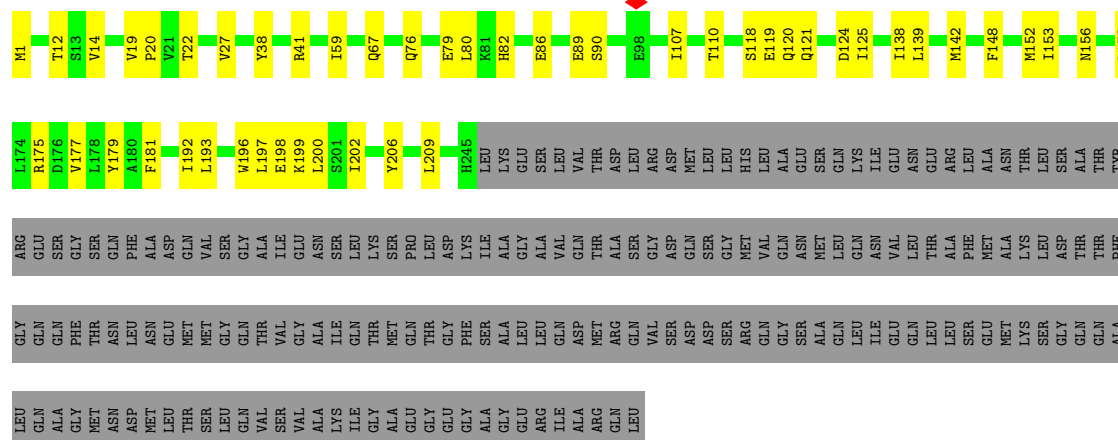 M1 T12 S13 V14 V19 P20 V21 T22 V27 Y38 R41 I59 Q67 Q76 E79 L80 K81 H82 E86 E89 S90 E98 I107 T110 S118 E119 Q120 Q121 D124 I125 I138 L139 M142 F148 M152 I153 N156
L174 R175 D176 V177 L178 Y179 A180 F181 I192 L193 W196 L197 E198 K199 L200 S201 I202 Y206 L209 H245 LEU LYS GLU SER LEU VAL THR ASP LEU ARG ASP MET LEU LEU HIS LEU ALA GLU SER GLN LYS ILE GLU ASN GLU ARG LEU ALA ASN THR LEU SER ALA THR TYR
ARG GLU SER GLY SER GLN PHE ALA ASP GLN VAL SER GLY ALA ILE GLU ASN SER LEU LYS SER PRO LEU ASP LYS ILE ALA GLY ALA VAL GLN THR ALA SER GLY ASP GLN SER GLY MET VAL GLN ASN MET LEU GLN ASN VAL LEU THR ALA PHE MET ALA LYS LEU ASP THR THR PHE
GLY GLN GLN PHE THR ASN LEU ASN GLU MET MET GLY GLN THR VAL GLY ALA ILE GLN THR MET GLN THR GLY PHE SER ALA LEU LEU GLN ASP MET ARG GLN VAL SER ASP ASP SER ARG GLN GLY SER ALA GLN LEU ILE GLU GLN LEU LEU SER GLU MET LYS SER GLY GLN GLN ALA
LEU GLN ALA GLY MET ASN ASP MET LEU THR SER LEU GLN VAL SER VAL ALA LYS ILE GLY ALA GLU GLY GLU GLY ALA GLY GLU ARG ILE ALA ARG GLN LEU